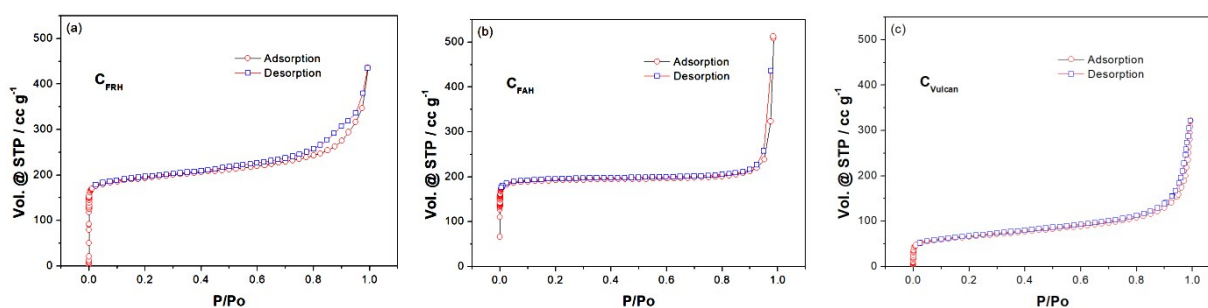 (a)
500
400
300
200
100
0
Vol. @ STP / cc g⁻¹
Adsorption
Desorption
C_FRH
0.0 0.2 0.4 0.6 0.8 1.0
P/Po
(b)
500
400
300
200
100
0
Vol. @ STP / cc g⁻¹
Adsorption
Desorption
C_FAH
0.0 0.2 0.4 0.6 0.8 1.0
P/Po
(c)
500
400
300
200
100
0
Vol. @ STP / cc g⁻¹
C_Vulcan
Adsorption
Desorption
0.0 0.2 0.4 0.6 0.8 1.0
P/Po